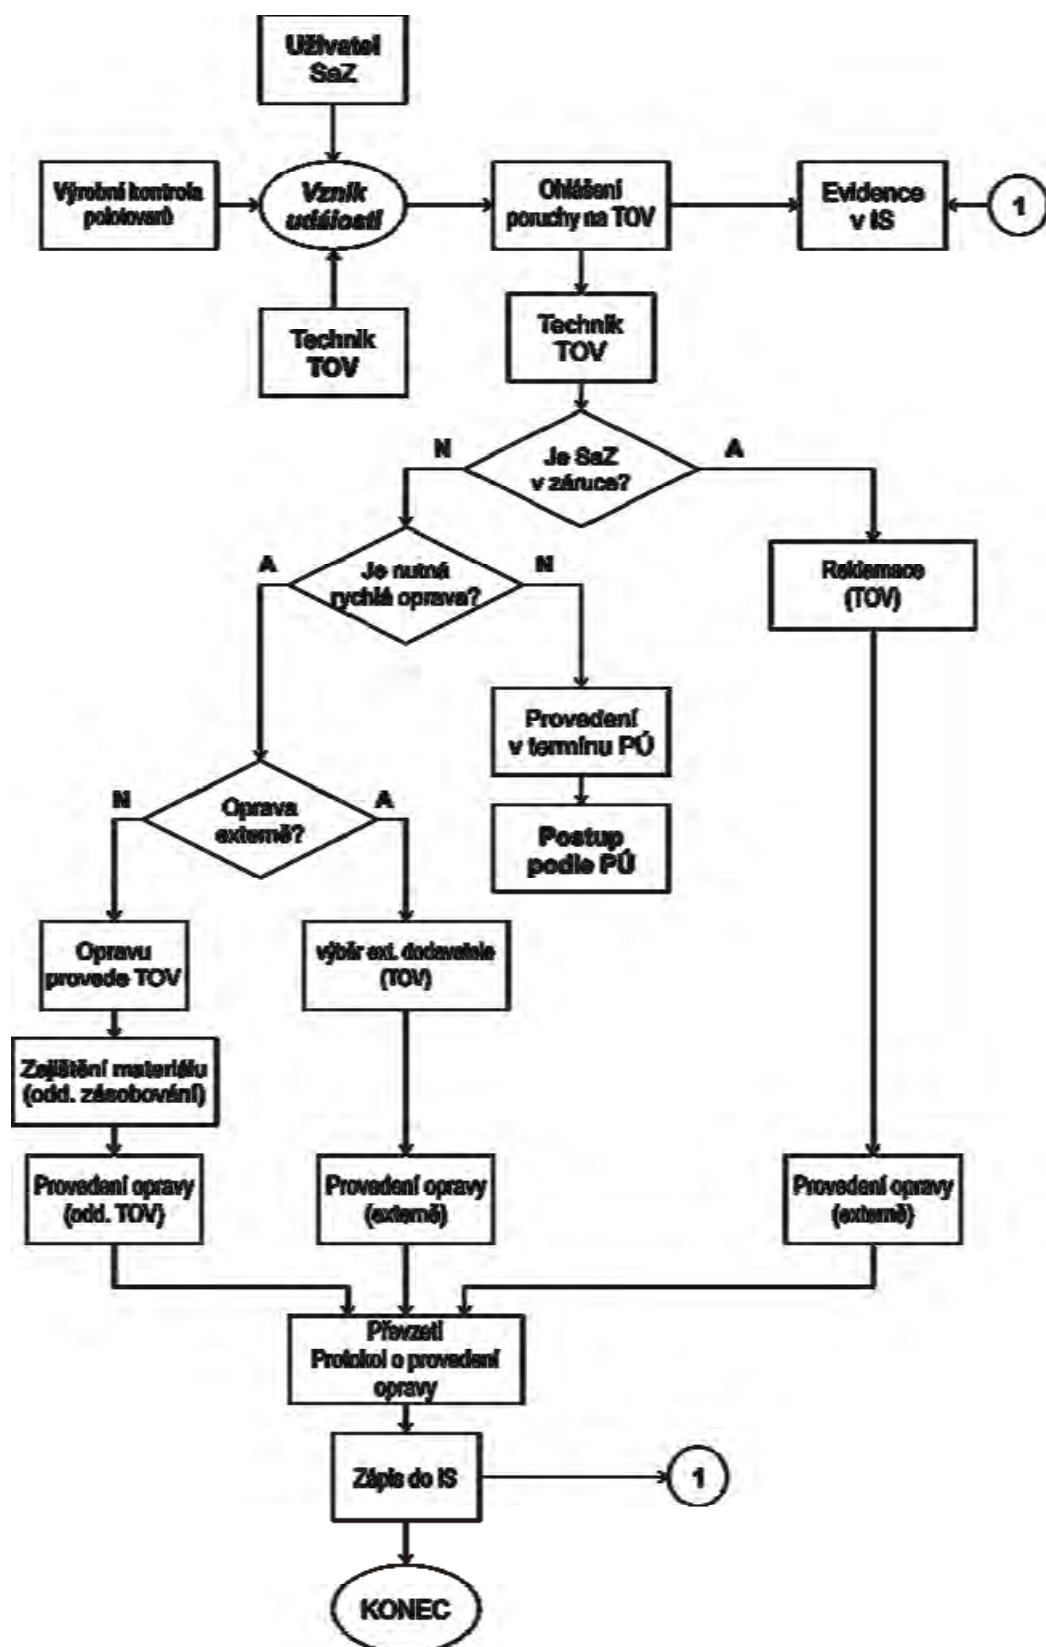 Uživatel
SaZ
Výrobní kontrola
polotovarů
Vznik
události
Ohlášení
poruchy na TOV
Evidence
v IS
1
Technik
TOV
Technik
TOV
N
Je SaZ
v záruce?
A
A
Je nutná
rychlá oprava?
N
Reklamace
(TOV)
Provedení
v termínu PÚ
N
Oprava
externě?
A
Postup
podle PÚ
Opravu
provede TOV
výběr ext. dodavatele
(TOV)
Zajištění materiálu
(odd. zásobování)
Provedení opravy
(odd. TOV)
Provedení opravy
(externě)
Provedení opravy
(externě)
Převzetí
Protokol o provedení
opravy
Zápis do IS
1
KONEC